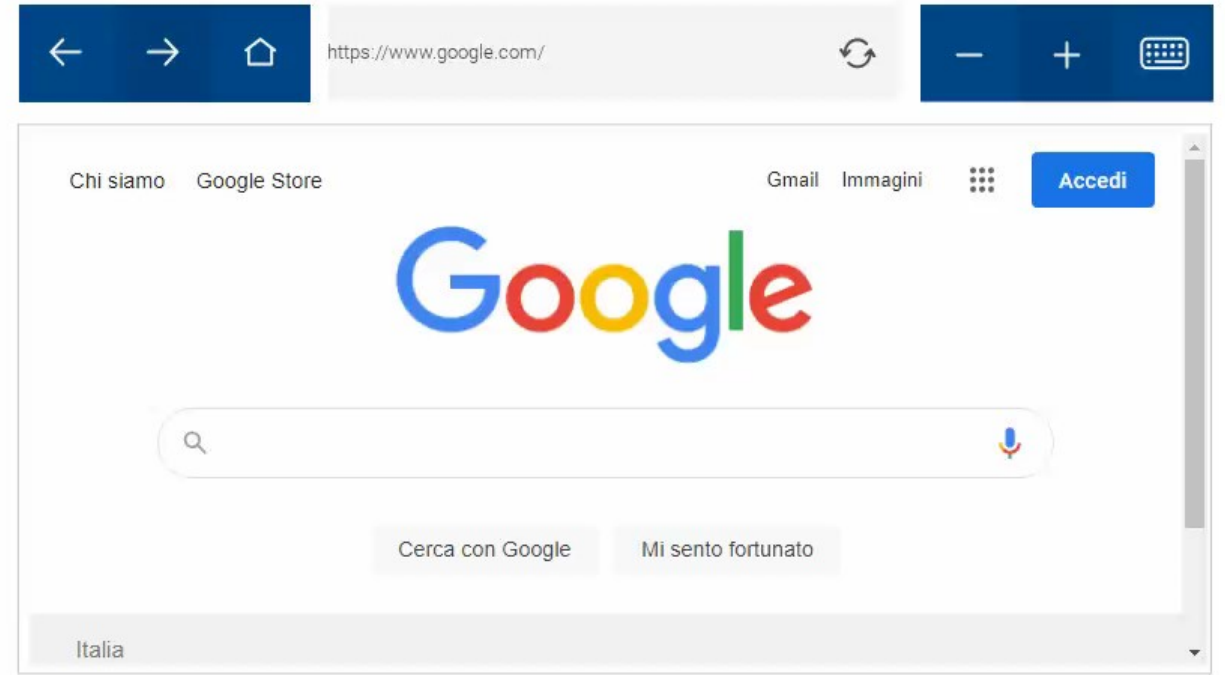 https://www.google.com/
Chi siamo Google Store Gmail Immagini Accedi
Google
Cerca con Google Mi sento fortunato
Italia